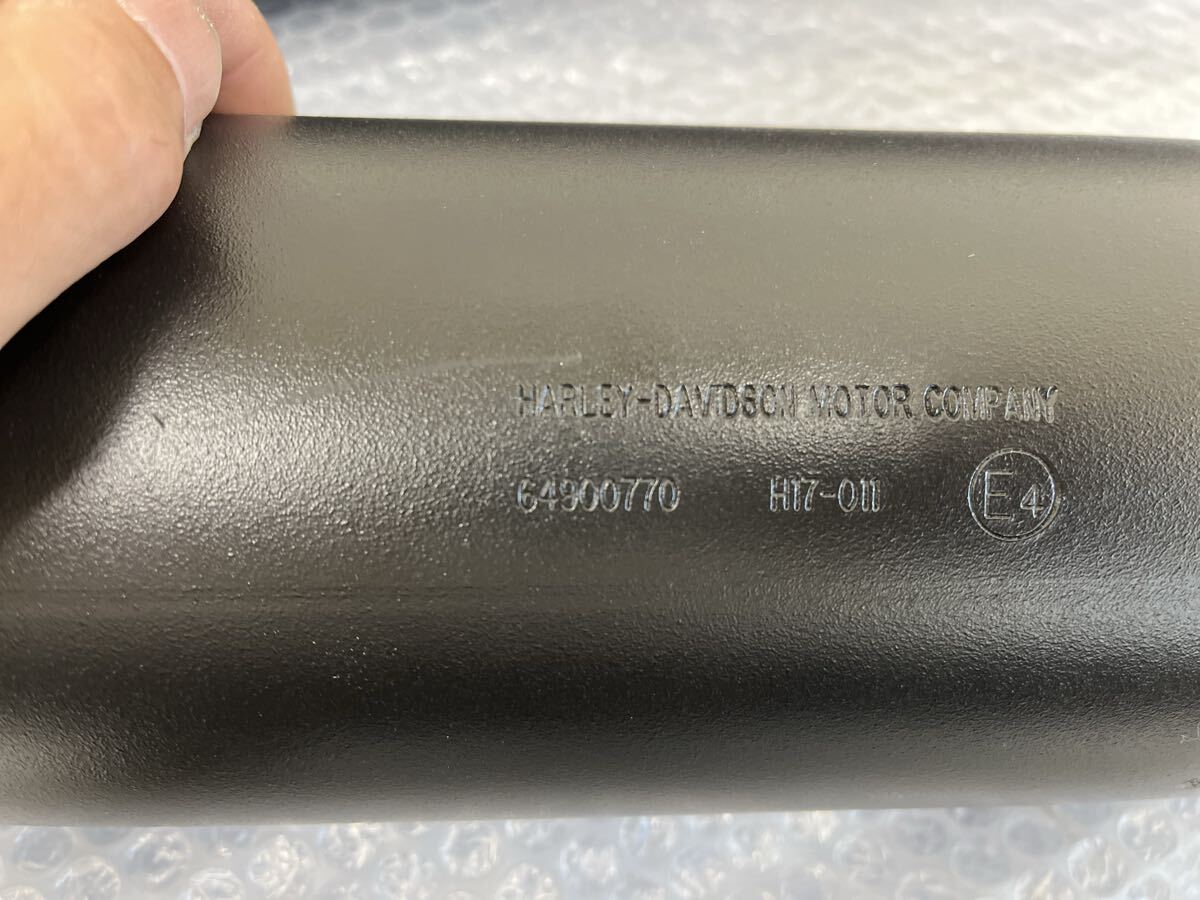 HARLEY-DAVIDSON MOTOR COMPANY
64900770 H17-011 E4